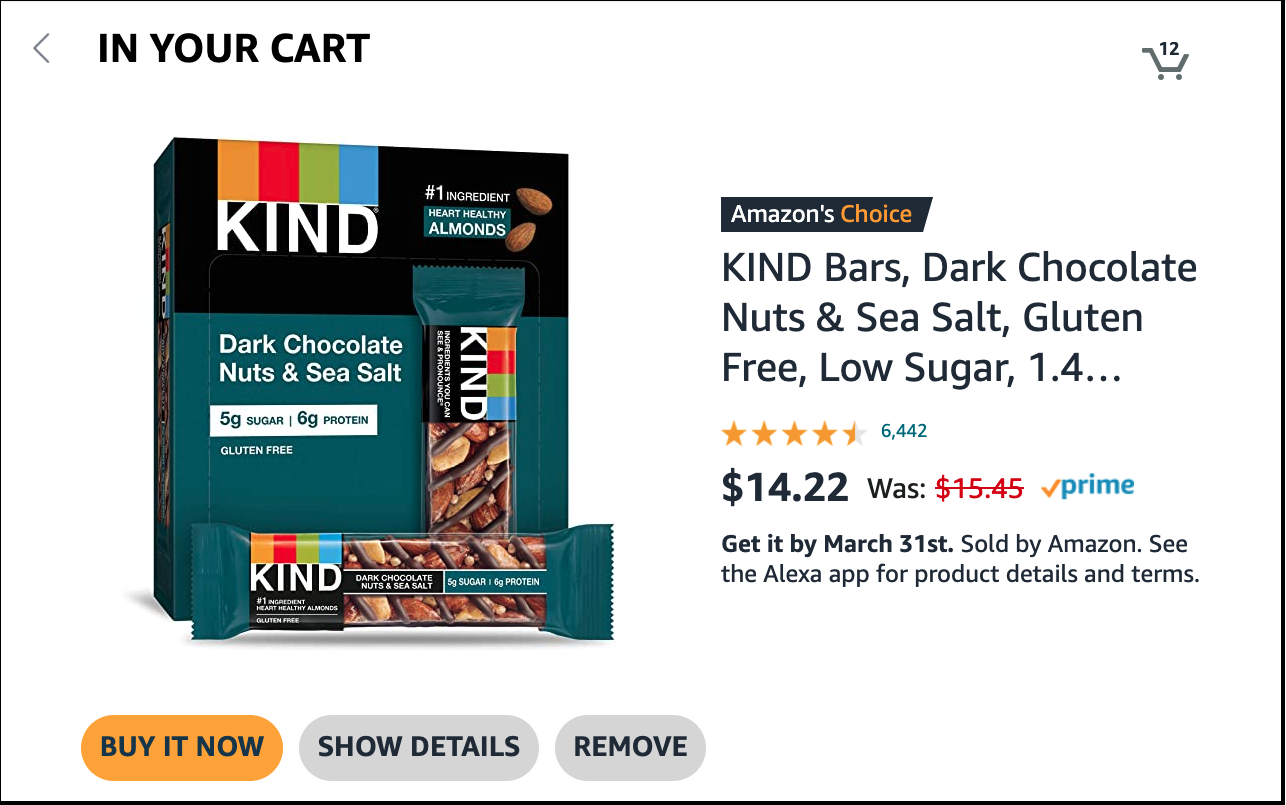 IN YOUR CART
12
KIND
#1 INGREDIENT
HEART HEALTHY
ALMONDS
Dark Chocolate
Nuts & Sea Salt
5g SUGAR | 6g PROTEIN
GLUTEN FREE
KIND
INGREDIENTS YOU CAN
SEE & PRONOUNCE®
KIND
#1 INGREDIENT
HEART HEALTHY ALMONDS
GLUTEN FREE
DARK CHOCOLATE
NUTS & SEA SALT
5g SUGAR | 6g PROTEIN
Amazon's Choice
KIND Bars, Dark Chocolate
Nuts & Sea Salt, Gluten
Free, Low Sugar, 1.4…
6,442
$14.22 Was: $15.45 prime
Get it by March 31st. Sold by Amazon. See
the Alexa app for product details and terms.
BUY IT NOW
SHOW DETAILS
REMOVE